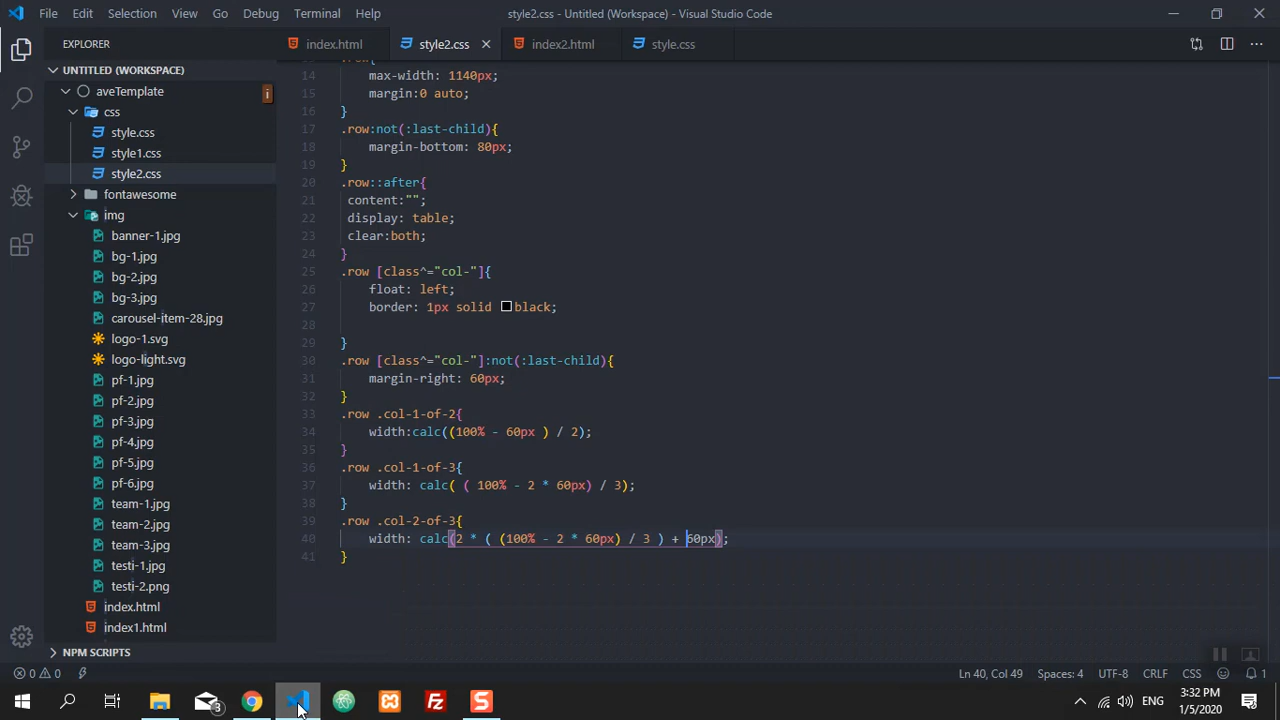 File Edit Selection View Go Debug Terminal Help
style2.css - Untitled (Workspace) - Visual Studio Code
EXPLORER
index.html
style2.css
index2.html
style.css
UNTITLED (WORKSPACE)
aveTemplate
i
css
style.css
style1.css
style2.css
fontawesome
img
banner-1.jpg
bg-1.jpg
bg-2.jpg
bg-3.jpg
carousel-item-28.jpg
logo-1.svg
logo-light.svg
pf-1.jpg
pf-2.jpg
pf-3.jpg
pf-4.jpg
pf-5.jpg
pf-6.jpg
team-1.jpg
team-2.jpg
team-3.jpg
testi-1.jpg
testi-2.png
index.html
index1.html
NPM SCRIPTS
14 max-width: 1140px;
15 margin:0 auto;
16 }
17 .row:not(:last-child){
18 margin-bottom: 80px;
19 }
20 .row::after{
21 content:"";
22 display: table;
23 clear:both;
24 }
25 .row [class^="col-"]{
26 float: left;
27 border: 1px solid black;
28
29 }
30 .row [class^="col-"]:not(:last-child){
31 margin-right: 60px;
32 }
33 .row .col-1-of-2{
34 width:calc((100% - 60px ) / 2);
35 }
36 .row .col-1-of-3{
37 width: calc( ( 100% - 2 * 60px) / 3);
38 }
39 .row .col-2-of-3{
40 width: calc(2 * ( (100% - 2 * 60px) / 3 ) + 60px);
41 }
0 0
Ln 40, Col 49 Spaces: 4 UTF-8 CRLF CSS 1
3
ENG
3:32 PM
1/5/2020